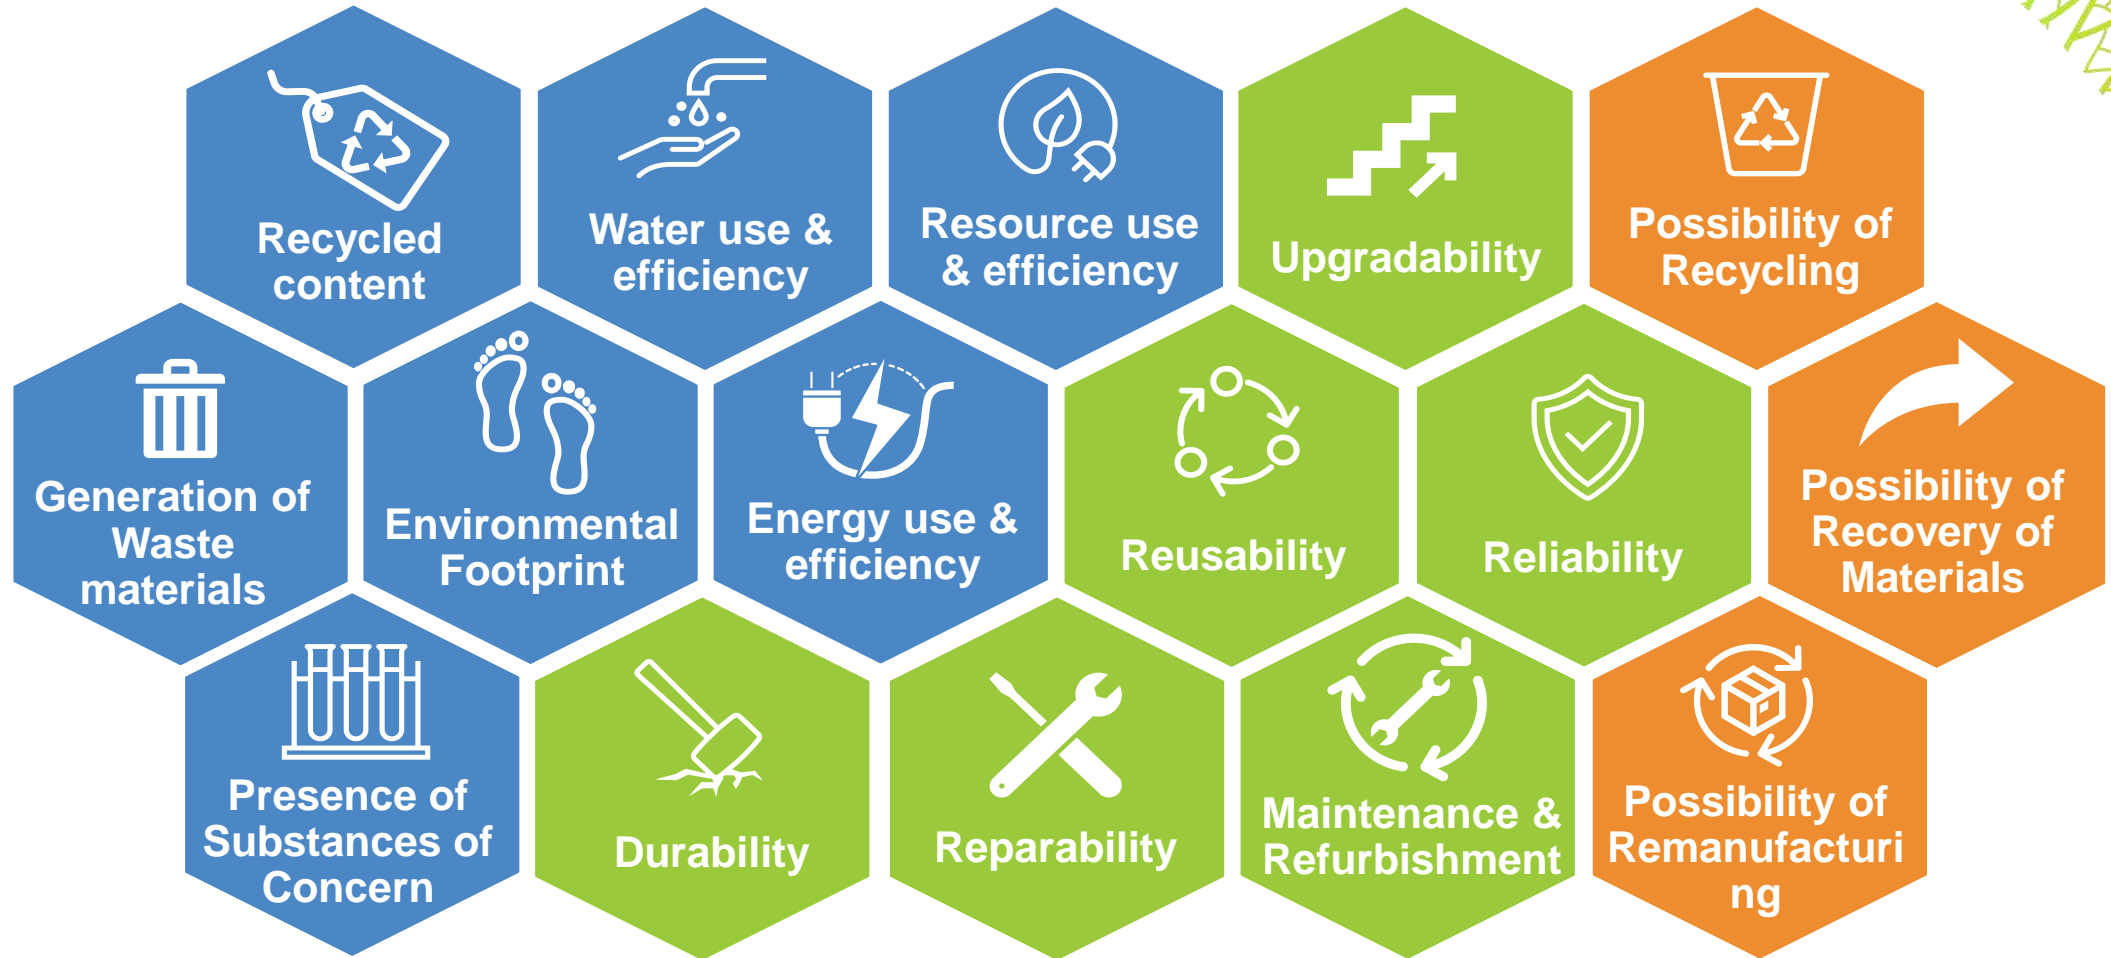 Recycled
content
Water use &
efficiency
Resource use
& efficiency
Upgradability
Possibility of
Recycling
Generation of
Waste
materials
Environmental
Footprint
Energy use &
efficiency
Reusability
Reliability
Possibility of
Recovery of
Materials
Presence of
Substances of
Concern
Durability
Reparability
Maintenance &
Refurbishment
Possibility of
Remanufacturi
ng